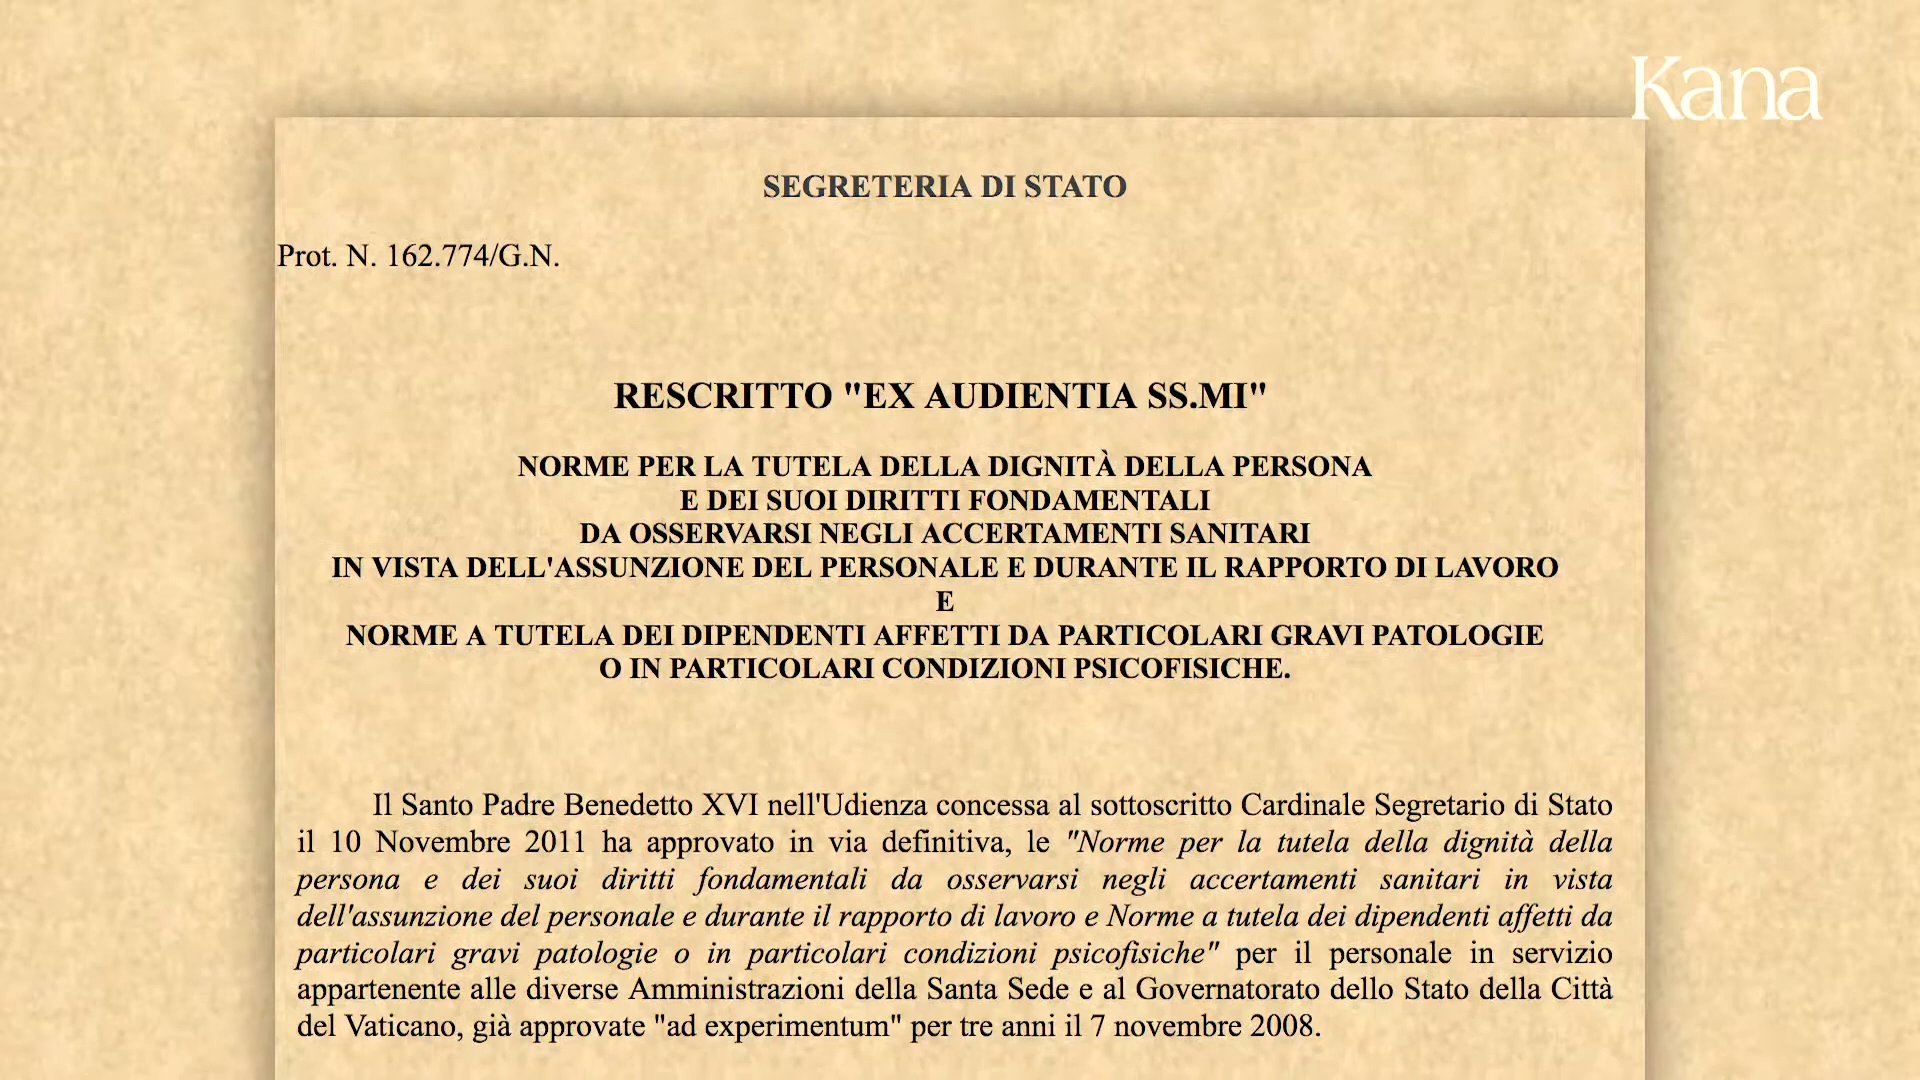 Kana
SEGRETERIA DI STATO
Prot. N. 162.774/G.N.
RESCRITTO "EX AUDIENTIA SS.MI"
NORME PER LA TUTELA DELLA DIGNITÀ DELLA PERSONA
E DEI SUOI DIRITTI FONDAMENTALI
DA OSSERVARSI NEGLI ACCERTAMENTI SANITARI
IN VISTA DELL'ASSUNZIONE DEL PERSONALE E DURANTE IL RAPPORTO DI LAVORO
E
NORME A TUTELA DEI DIPENDENTI AFFETTI DA PARTICOLARI GRAVI PATOLOGIE
O IN PARTICOLARI CONDIZIONI PSICOFISICHE.
Il Santo Padre Benedetto XVI nell'Udienza concessa al sottoscritto Cardinale Segretario di Stato
il 10 Novembre 2011 ha approvato in via definitiva, le "Norme per la tutela della dignità della
persona e dei suoi diritti fondamentali da osservarsi negli accertamenti sanitari in vista
dell'assunzione del personale e durante il rapporto di lavoro e Norme a tutela dei dipendenti affetti da
particolari gravi patologie o in particolari condizioni psicofisiche" per il personale in servizio
appartenente alle diverse Amministrazioni della Santa Sede e al Governatorato dello Stato della Città
del Vaticano, già approvate "ad experimentum" per tre anni il 7 novembre 2008.